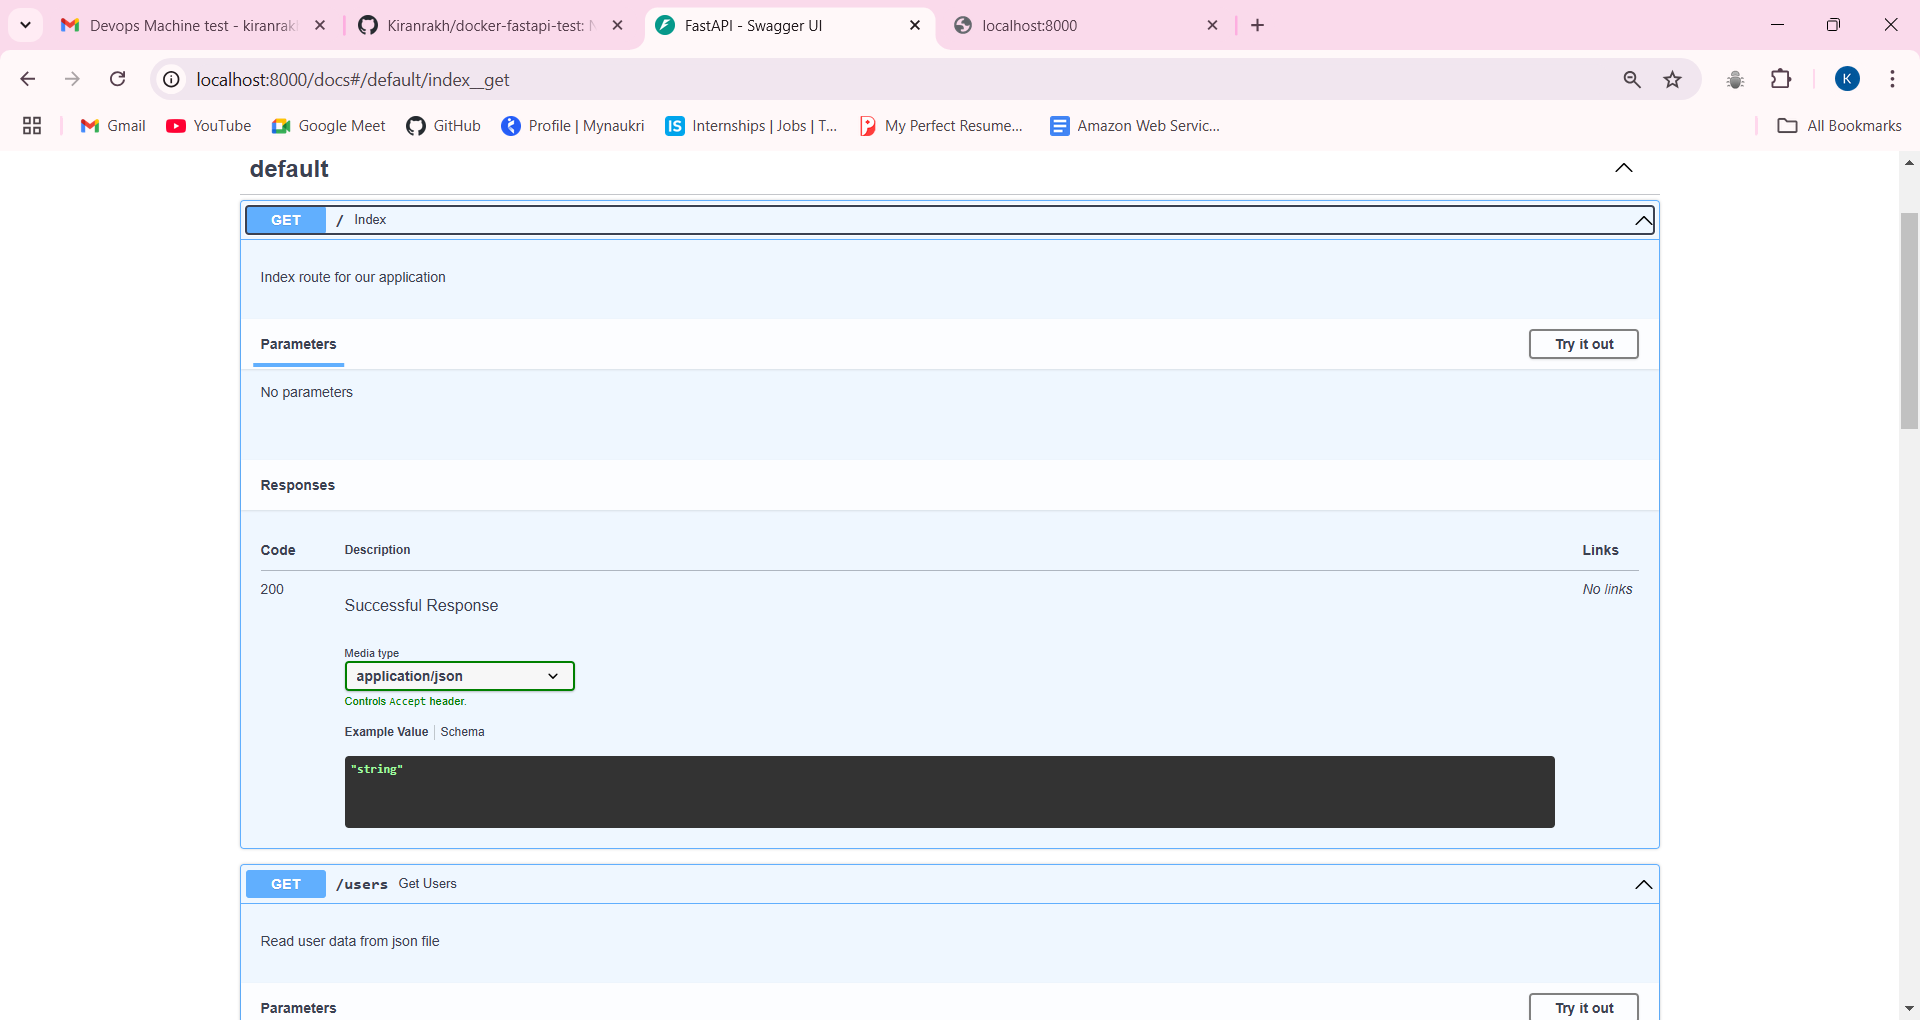 Devops Machine test - kiranrakh
Kiranrakh/docker-fastapi-test: N
FastAPI - Swagger UI
localhost:8000
localhost:8000/docs#/default/index__get
K
Gmail
YouTube
Google Meet
GitHub
Profile | Mynaukri
IS
Internships | Jobs | T...
My Perfect Resume...
Amazon Web Servic...
All Bookmarks
default
GET / Index
Index route for our application
Parameters
Try it out
No parameters
Responses
Code Description Links
200
Successful Response
No links
Media type
application/json
Controls Accept header.
Example Value Schema
"string"
GET /users Get Users
Read user data from json file
Parameters
Try it out